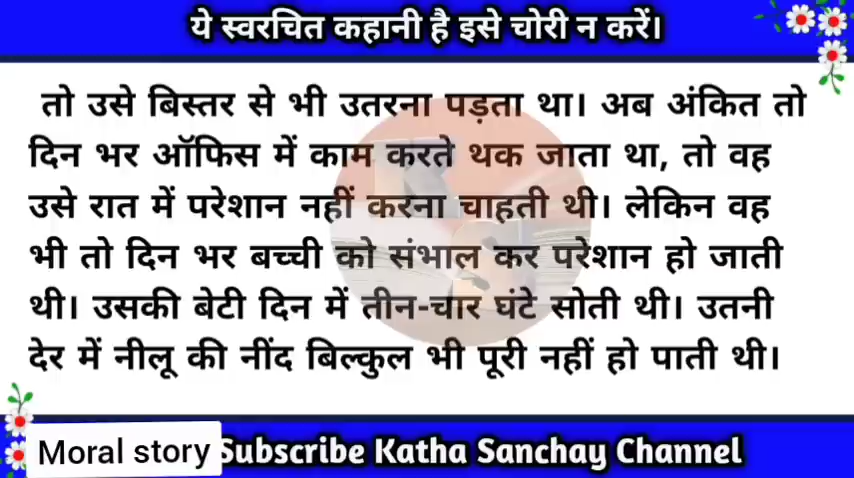 ये स्वरचित कहानी है इसे चोरी न करें।
तो उसे बिस्तर से भी उतरना पड़ता था। अब अंकित तो
दिन भर ऑफिस में काम करते थक जाता था, तो वह
उसे रात में परेशान नहीं करना चाहती थी। लेकिन वह
भी तो दिन भर बच्ची को संभाल कर परेशान हो जाती
थी। उसकी बेटी दिन में तीन-चार घंटे सोती थी। उतनी
देर में नीलू की नींद बिल्कुल भी पूरी नहीं हो पाती थी।
Moral story Subscribe Katha Sanchay Channel